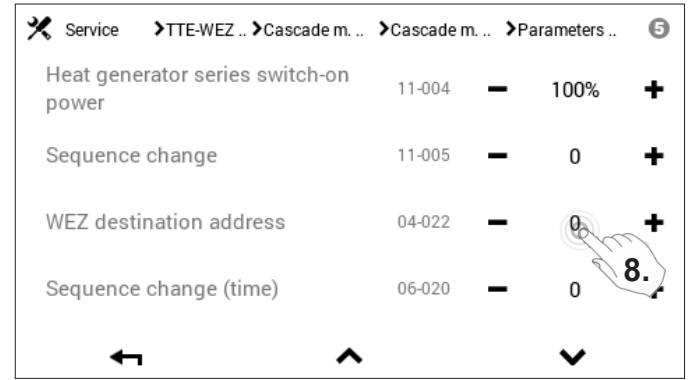 Service >TTE-WEZ .. >Cascade m. .. >Cascade m. .. >Parameters .. 5
Heat generator series switch-on
power 11-004 − 100% +
Sequence change 11-005 − 0 +
WEZ destination address 04-022 − 0 +
8.
Sequence change (time) 06-020 − 0 +